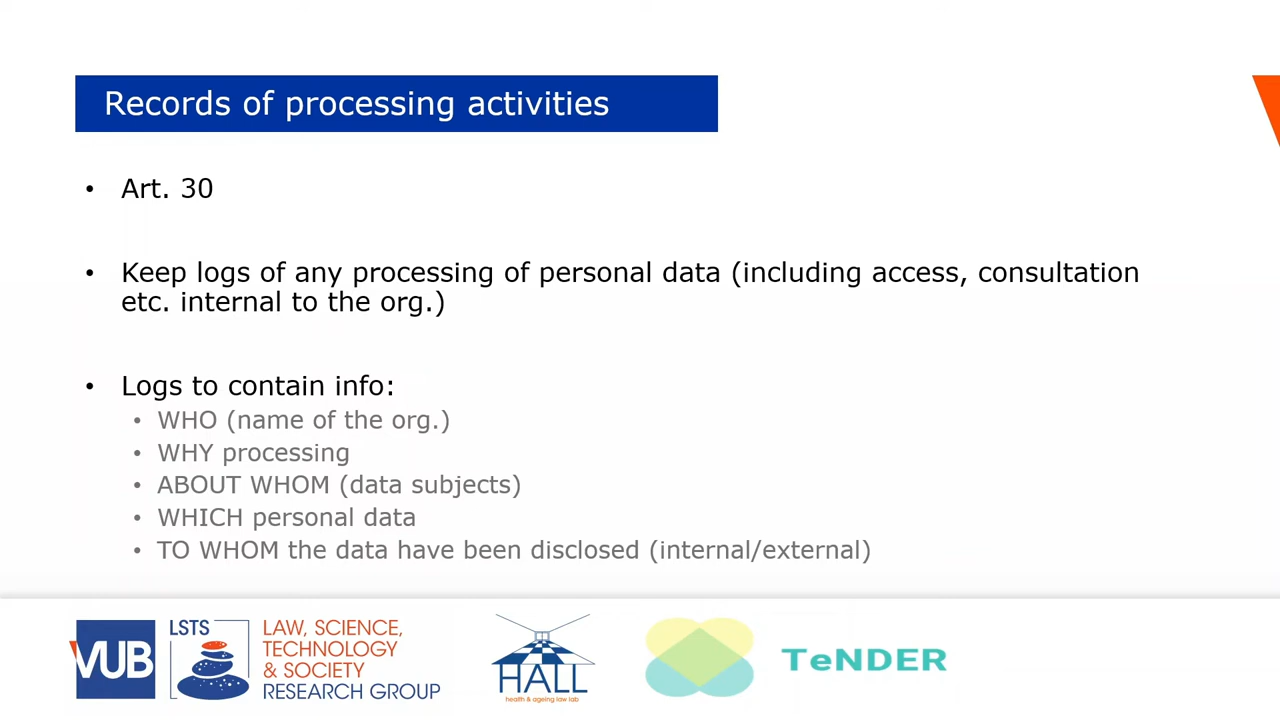 Records of processing activities
• Art. 30
• Keep logs of any processing of personal data (including access, consultation
etc. internal to the org.)
• Logs to contain info:
• WHO (name of the org.)
• WHY processing
• ABOUT WHOM (data subjects)
• WHICH personal data
• TO WHOM the data have been disclosed (internal/external)
VUB
LSTS
LAW, SCIENCE,
TECHNOLOGY
& SOCIETY
RESEARCH GROUP
HALL
health & ageing law lab
TeNDER